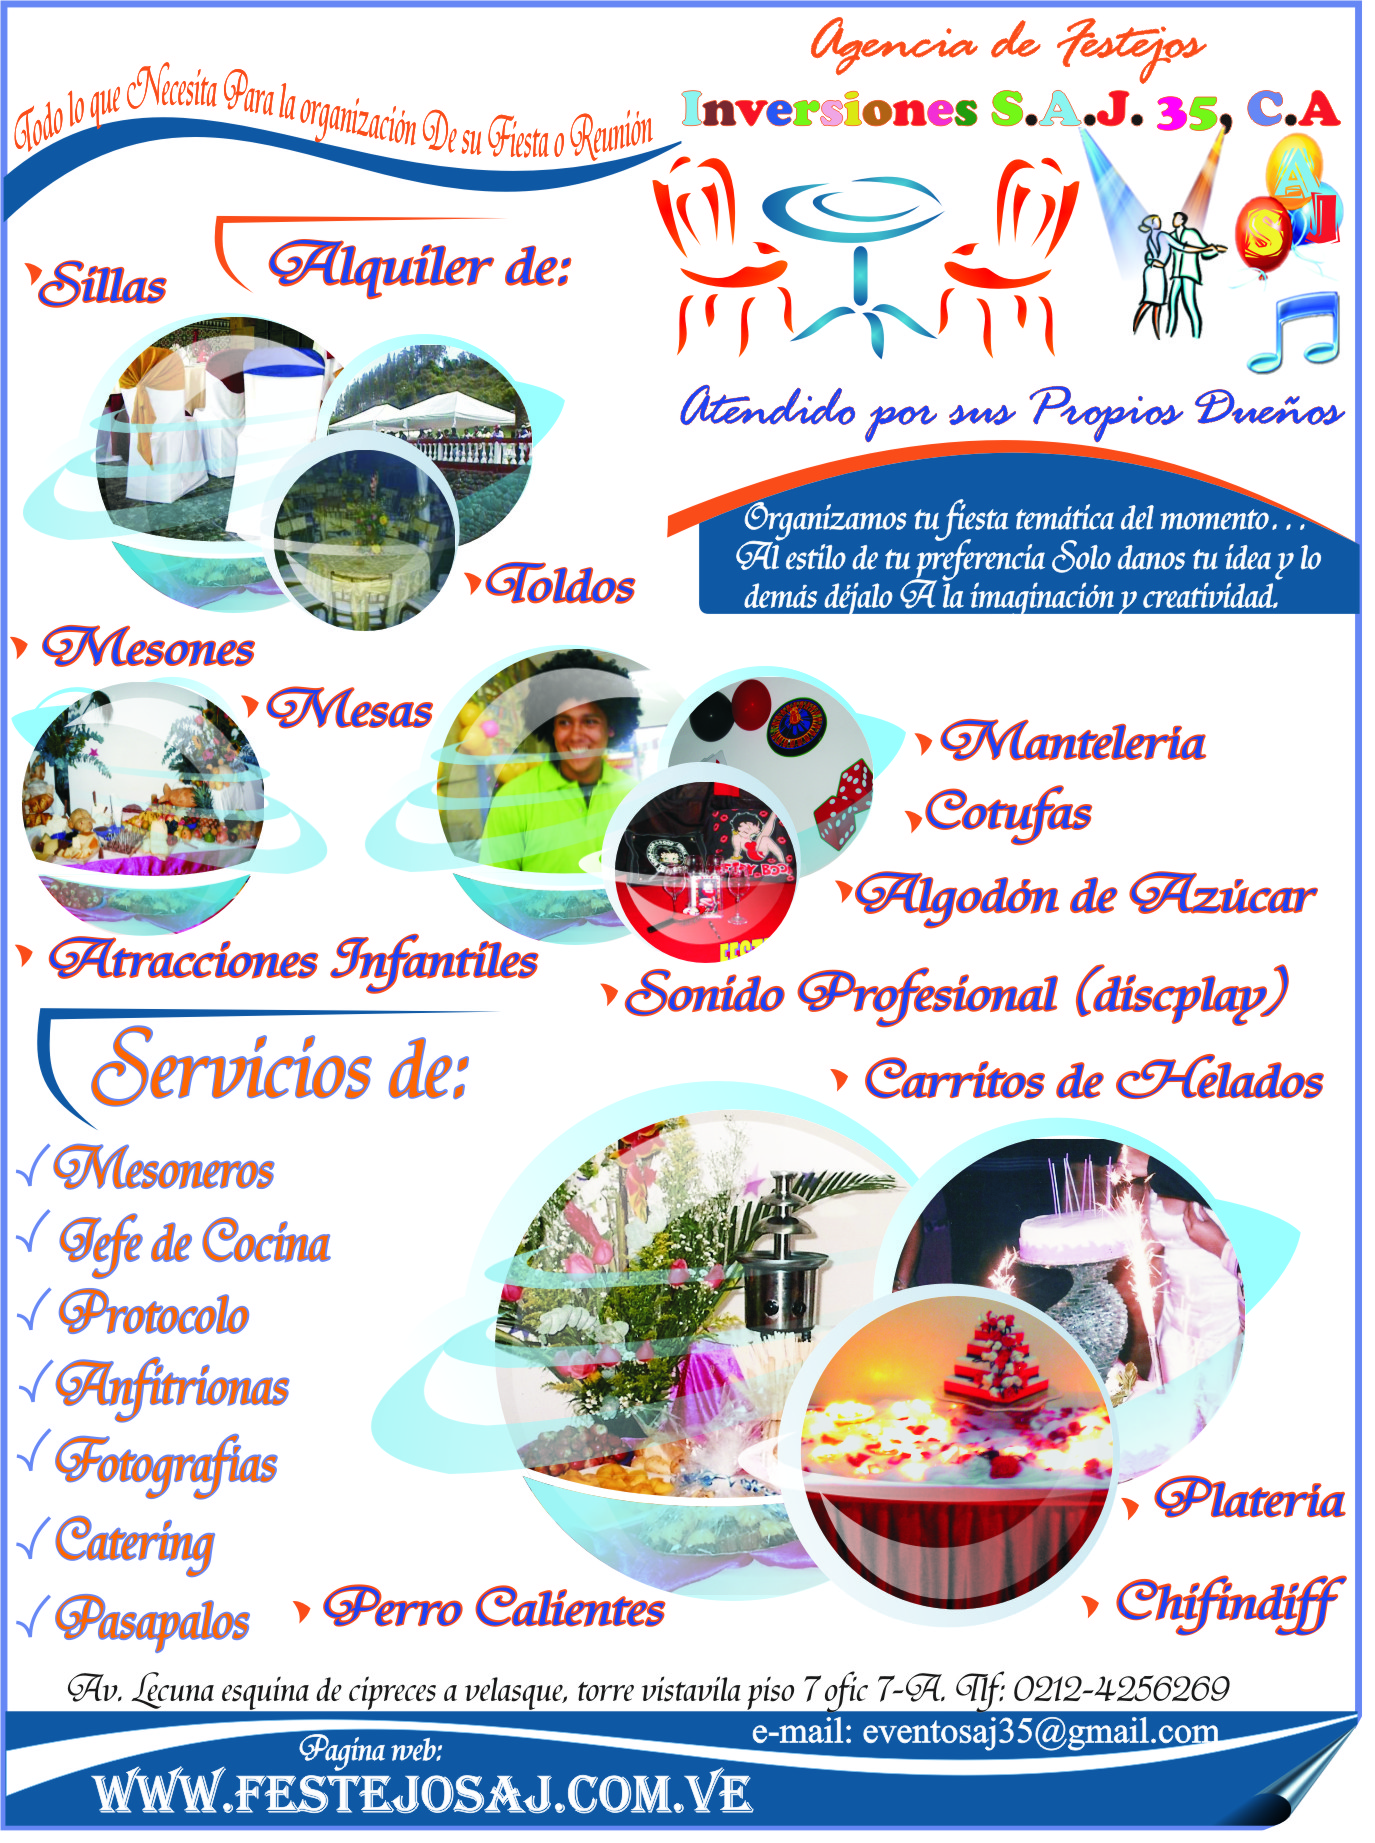 Agencia de Festejos
Inversiones S.A.J. 35, C.A
Todo lo que Necesita Para la organización De su Fiesta o Reunión
A
S
J
Atendido por sus Propios Dueños
Organizamos tu fiesta temática del momento...
Al estilo de tu preferencia Solo danos tu idea y lo
demás déjalo A la imaginación y creatividad.
Alquiler de:
Sillas
Toldos
Mesones
Mesas
Manteleria
Cotufas
Algodón de Azúcar
Atracciones Infantiles
Sonido Profesional (discplay)
Carritos de Helados
Servicios de:
Mesoneros
Jefe de Cocina
Protocolo
Anfitrionas
Fotografias
Catering
Pasapalos
Perro Calientes
Plateria
Chifindiff
Av. Lecuna esquina de cipreces a velasque, torre vistavila piso 7 ofic 7-A. Tlf: 0212-4256269
e-mail: eventosaj35@gmail.com
Pagina web:
WWW.FESTEJOSAJ.COM.VE